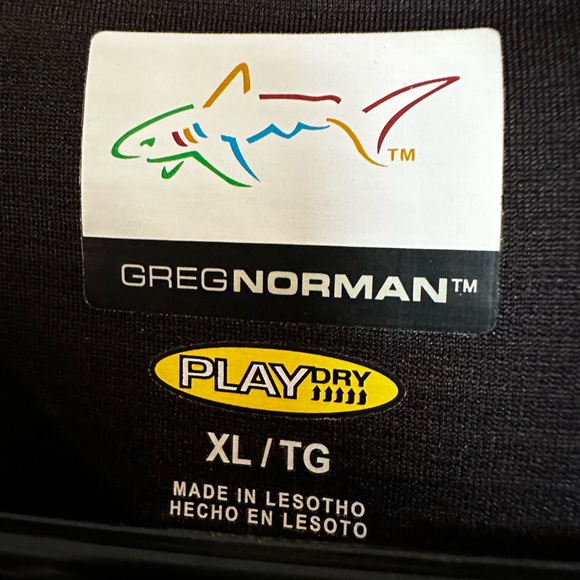 TM
GREGNORMAN™
PLAYDRY
XL / TG
MADE IN LESOTHO
HECHO EN LESOTO